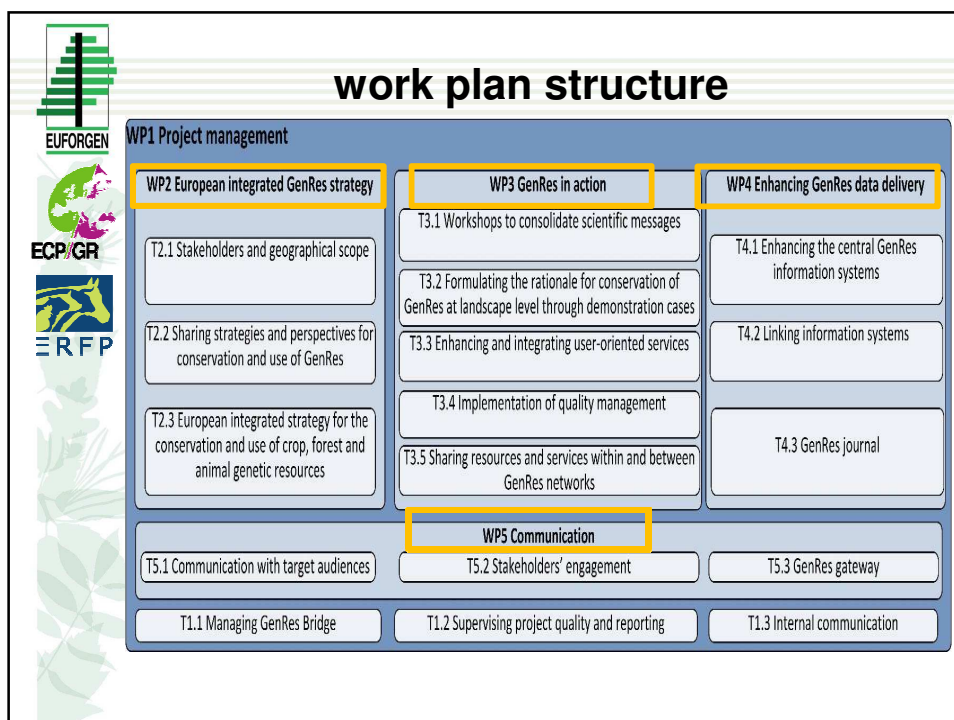 work plan structure
EUFORGEN
ECP/GR
ERFP
WP1 Project management
WP2 European integrated GenRes strategy
T2.1 Stakeholders and geographical scope
T2.2 Sharing strategies and perspectives for
conservation and use of GenRes
T2.3 European integrated strategy for the
conservation and use of crop, forest and
animal genetic resources
WP3 GenRes in action
T3.1 Workshops to consolidate scientific messages
T3.2 Formulating the rationale for conservation of
GenRes at landscape level through demonstration cases
T3.3 Enhancing and integrating user-oriented services
T3.4 Implementation of quality management
T3.5 Sharing resources and services within and between
GenRes networks
WP4 Enhancing GenRes data delivery
T4.1 Enhancing the central GenRes
information systems
T4.2 Linking information systems
T4.3 GenRes journal
WP5 Communication
T5.1 Communication with target audiences
T5.2 Stakeholders' engagement
T5.3 GenRes gateway
T1.1 Managing GenRes Bridge
T1.2 Supervising project quality and reporting
T1.3 Internal communication